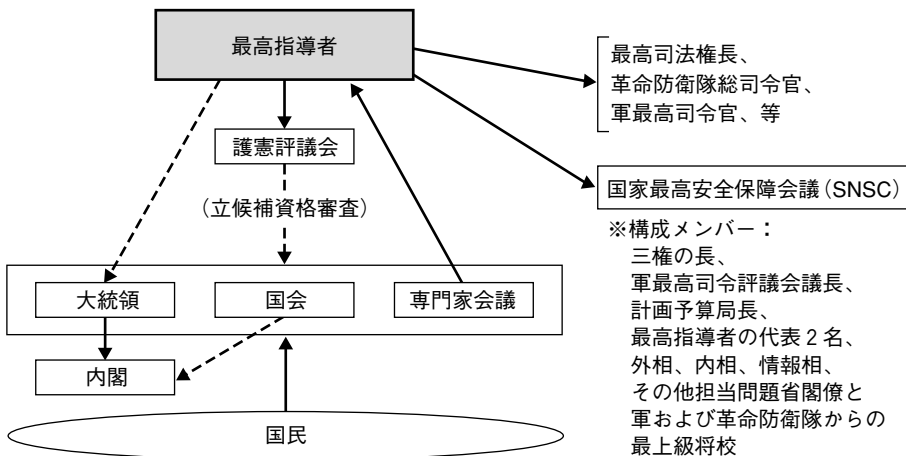 最高指導者
最高司法権長、
革命防衛隊総司令官、
軍最高司令官、等
護憲評議会
(立候補資格審査)
国家最高安全保障会議(SNSC)
※構成メンバー：
三権の長、
軍最高司令評議会議長、
計画予算局長、
最高指導者の代表2名、
外相、内相、情報相、
その他担当問題省閣僚と
軍および革命防衛隊からの
最上級将校
大統領
国会
専門家会議
内閣
国民